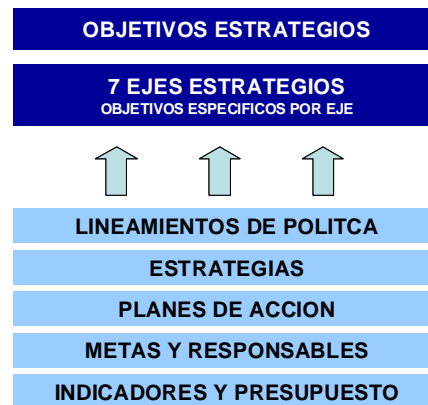 OBJETIVOS ESTRATEGIOS
7 EJES ESTRATEGIOS
OBJETIVOS ESPECIFICOS POR EJE
LINEAMIENTOS DE POLITCA
ESTRATEGIAS
PLANES DE ACCION
METAS Y RESPONSABLES
INDICADORES Y PRESUPUESTO